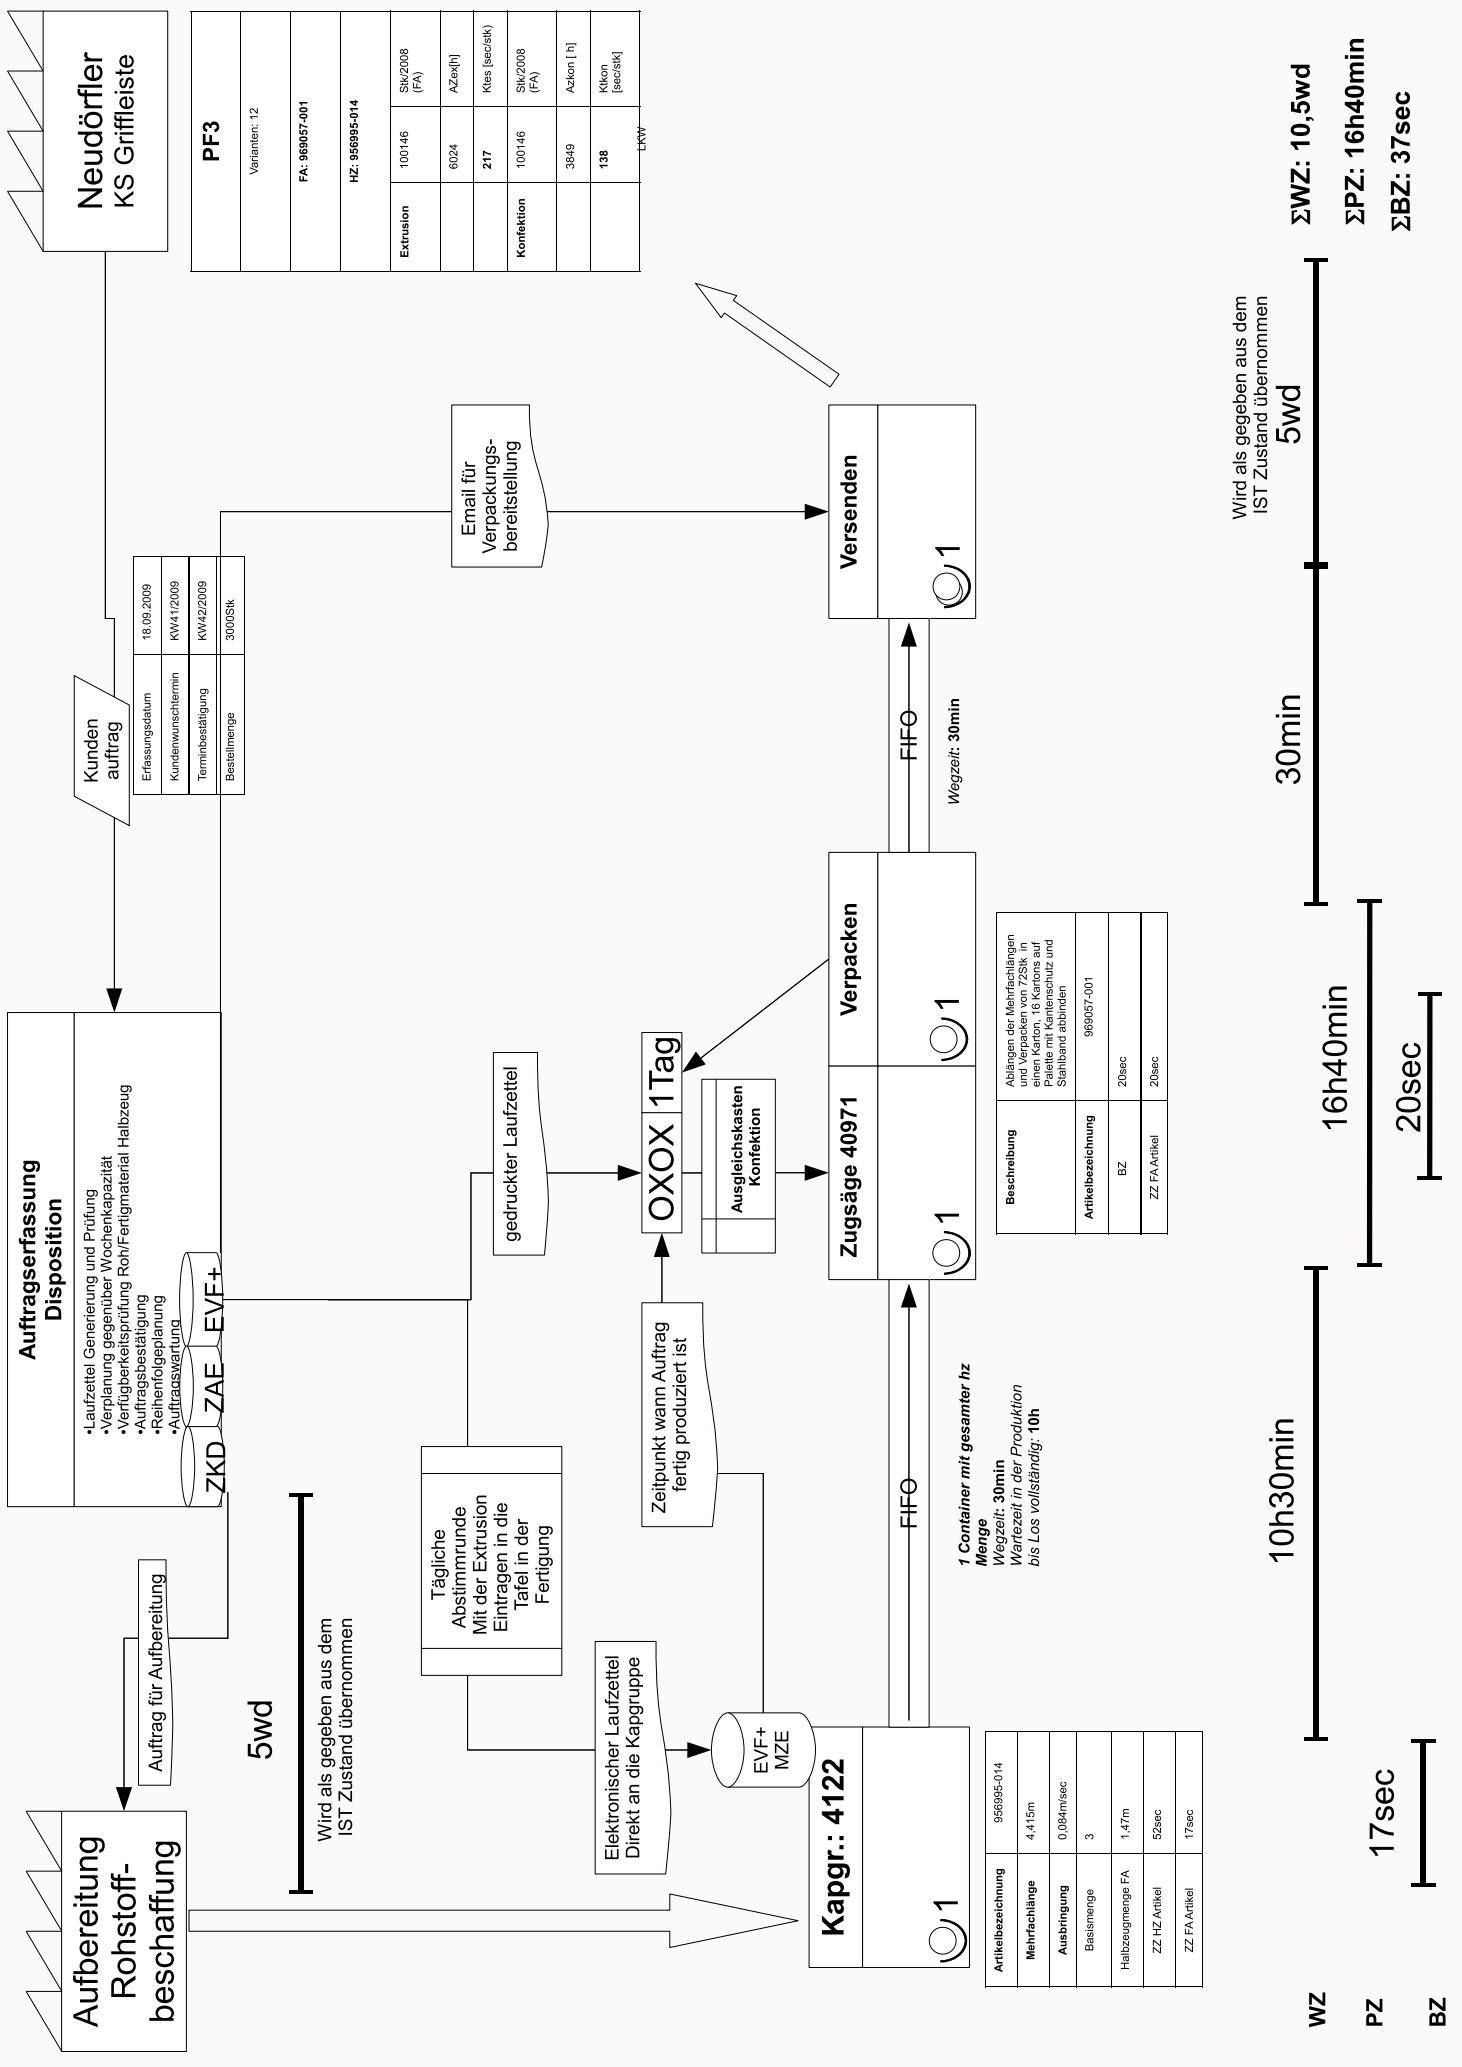 Aufbereitung
Rohstoff-
beschaffung
Auftrag für Aufbereitung
Auftragserfassung
Disposition
•Laufzettel Generierung und Prüfung
•Verplanung gegenüber Wochenkapazität
•Verfügberkeitsprüfung Roh/Fertigmaterial Halbzeug
•Auftragsbestätigung
•Reihenfolgeplanung
•Auftragswartung
ZKD
ZAE
EVF+
Kunden
auftrag
Erfassungsdatum 18.09.2009
Kundenwunschtermin KW41/2009
Terminbestätigung KW42/2009
Bestellmenge 3000Stk
Neudörfler
KS Griffleiste
PF3
Varianten: 12
FA: 969057-001
HZ: 956995-014
Extrusion 100146 Stk/2008
(FA)
6024 AZex[h]
217 Ktes [sec/stk]
Konfektion 100146 Stk/2008
(FA)
3849 Azkon [ h]
138 Ktkon
[sec/stk]
LKW
5wd
Wird als gegeben aus dem
IST Zustand übernommen
Tägliche
Abstimmrunde
Mit der Extrusion
Eintragen in die
Tafel in der
Fertigung
gedruckter Laufzettel
Email für
Verpackungs-
bereitstellung
Elektronischer Laufzettel
Direkt an die Kapgruppe
Zeitpunkt wann Auftrag
fertig produziert ist
OXOX 1Tag
Ausgleichskasten
Konfektion
EVF+
MZE
Kapgr.: 4122
1
FIFO
Zugsäge 40971
1
Verpacken
1
FIFO
Versenden
1
Artikelbezeichnung 956995-014
Mehrfachlänge 4,415m
Ausbringung 0,084m/sec
Basismenge 3
Halbzeugmenge FA 1,47m
ZZ HZ Artikel 52sec
ZZ FA Artikel 17sec
1 Container mit gesamter hz
Menge
Wegzeit: 30min
Wartezeit in der Produktion
bis Los vollständig: 10h
Beschreibung Ablängen der Mehrfachlängen
und Verpacken von 72Stk in
einen Karton, 16 Kartons auf
Palette mit Kantenschutz und
Stahlband abbinden
Artikelbezeichnung 969057-001
BZ 20sec
ZZ FA Artikel 20sec
Wegzeit: 30min
Wird als gegeben aus dem
IST Zustand übernommen
WZ 10h30min 30min 5wd ΣWZ: 10,5wd
PZ 16h40min ΣPZ: 16h40min
BZ 17sec 20sec ΣBZ: 37sec